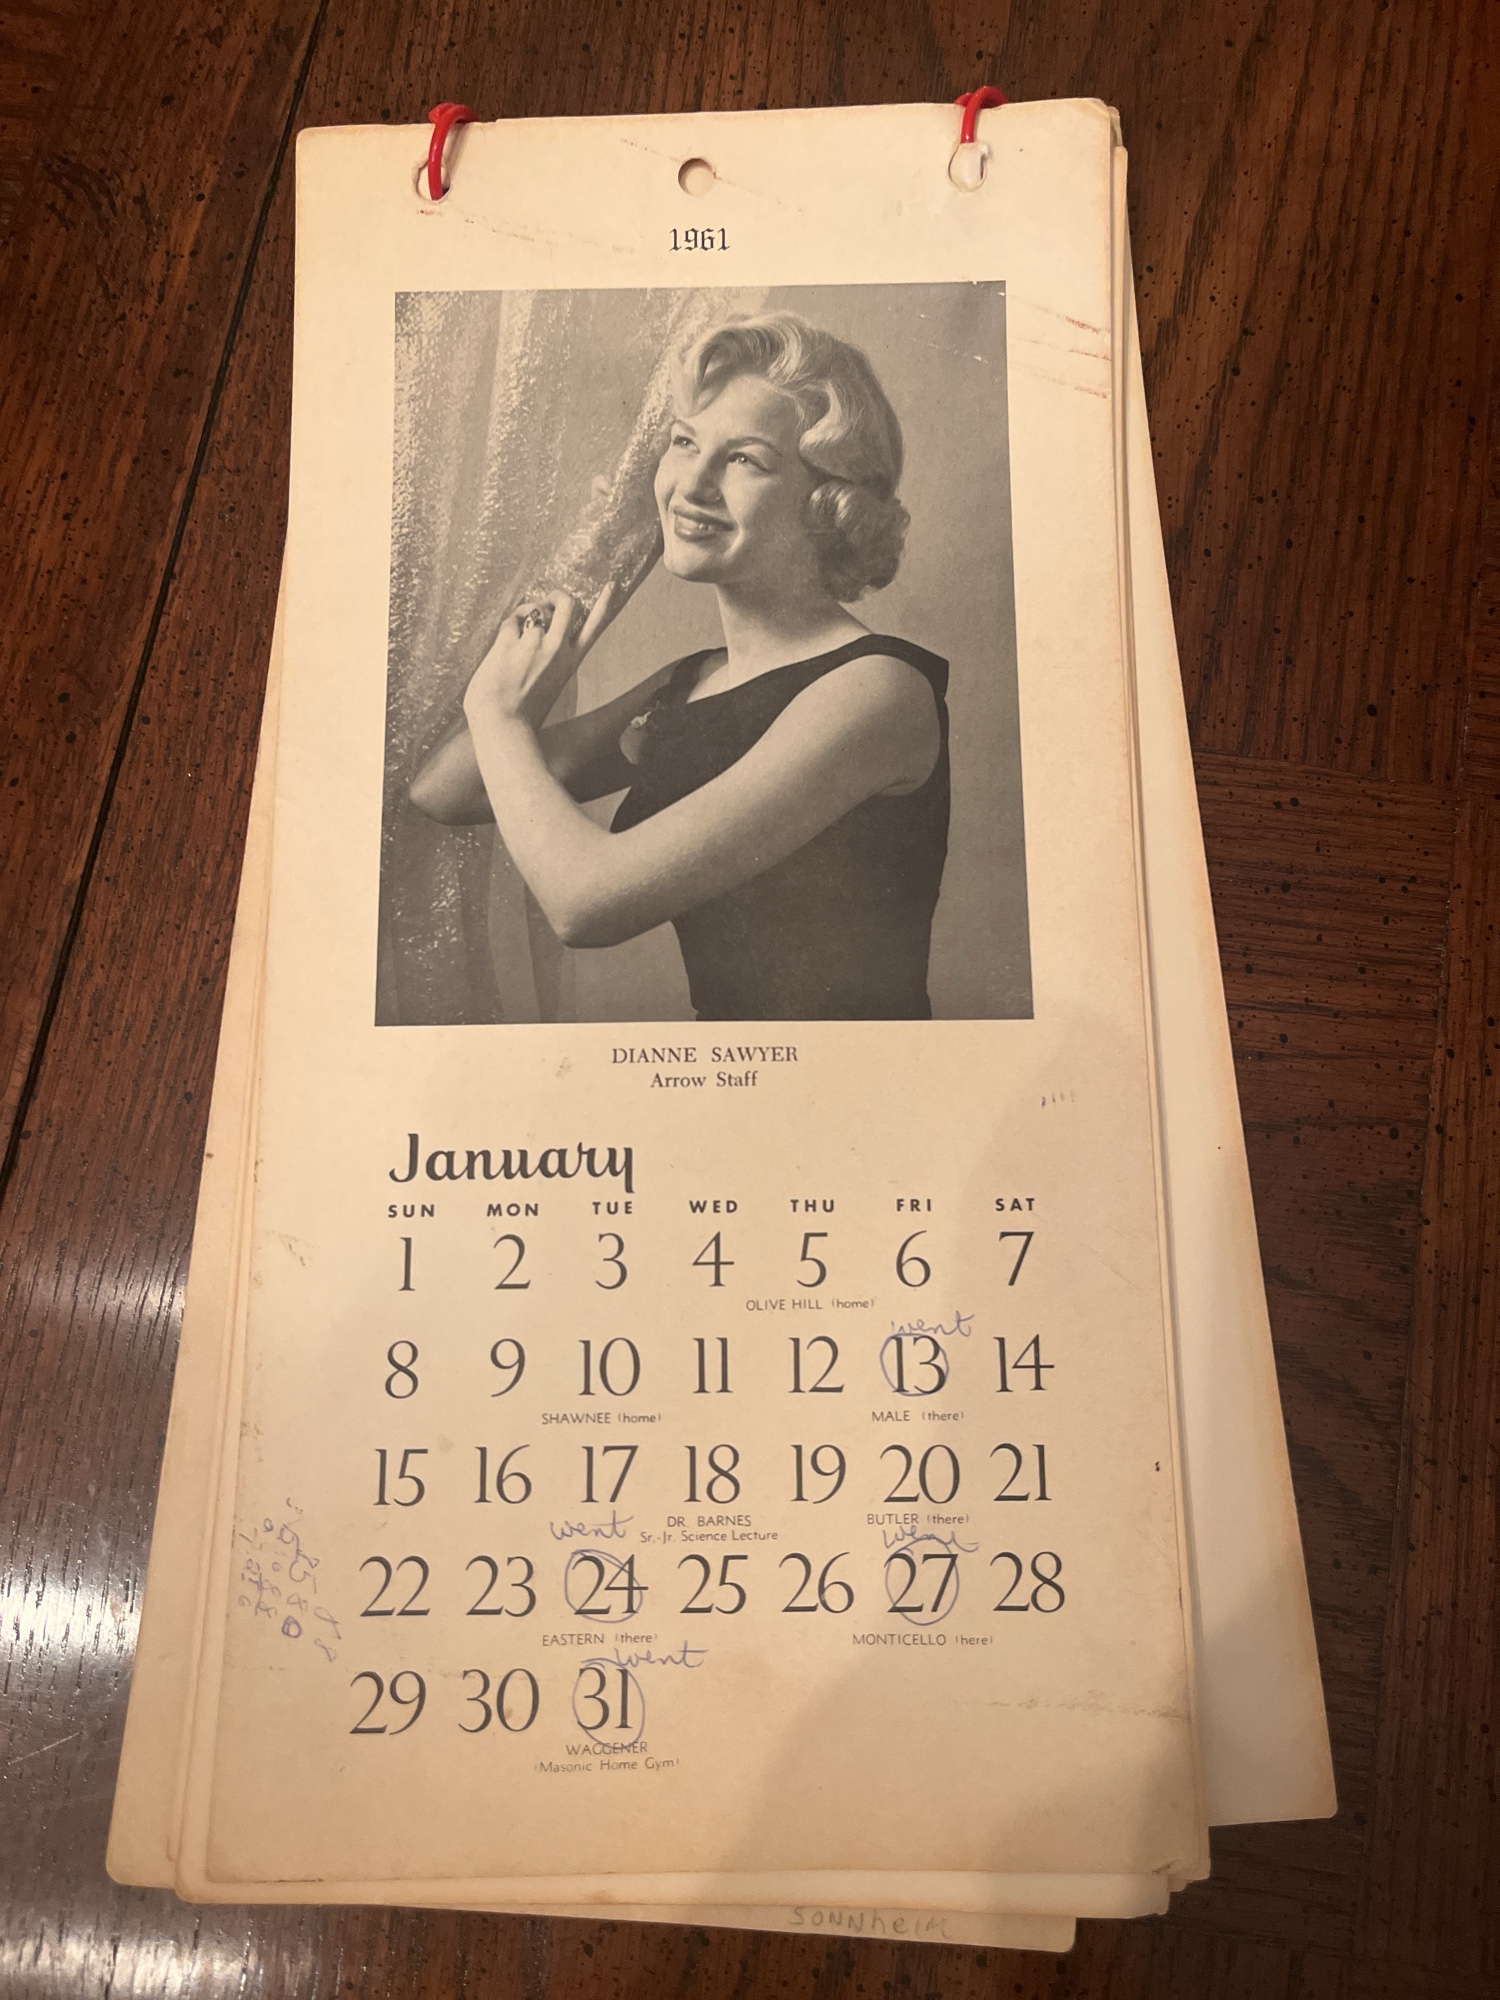 1961
DIANNE SAWYER
Arrow Staff
January
SUN MON TUE WED THU FRI SAT
1 2 3 4 5 6 7
OLIVE HILL (home)
went
8 9 10 11 12 13 14
SHAWNEE (home) MALE (there)
15 16 17 18 19 20 21
DR. BARNES BUTLER (there)
Sr.-Jr. Science Lecture
went went
22 23 24 25 26 27 28
EASTERN (there) MONTICELLO (here)
went
29 30 31
WAGGENER
(Masonic Home Gym)
SONNheIM